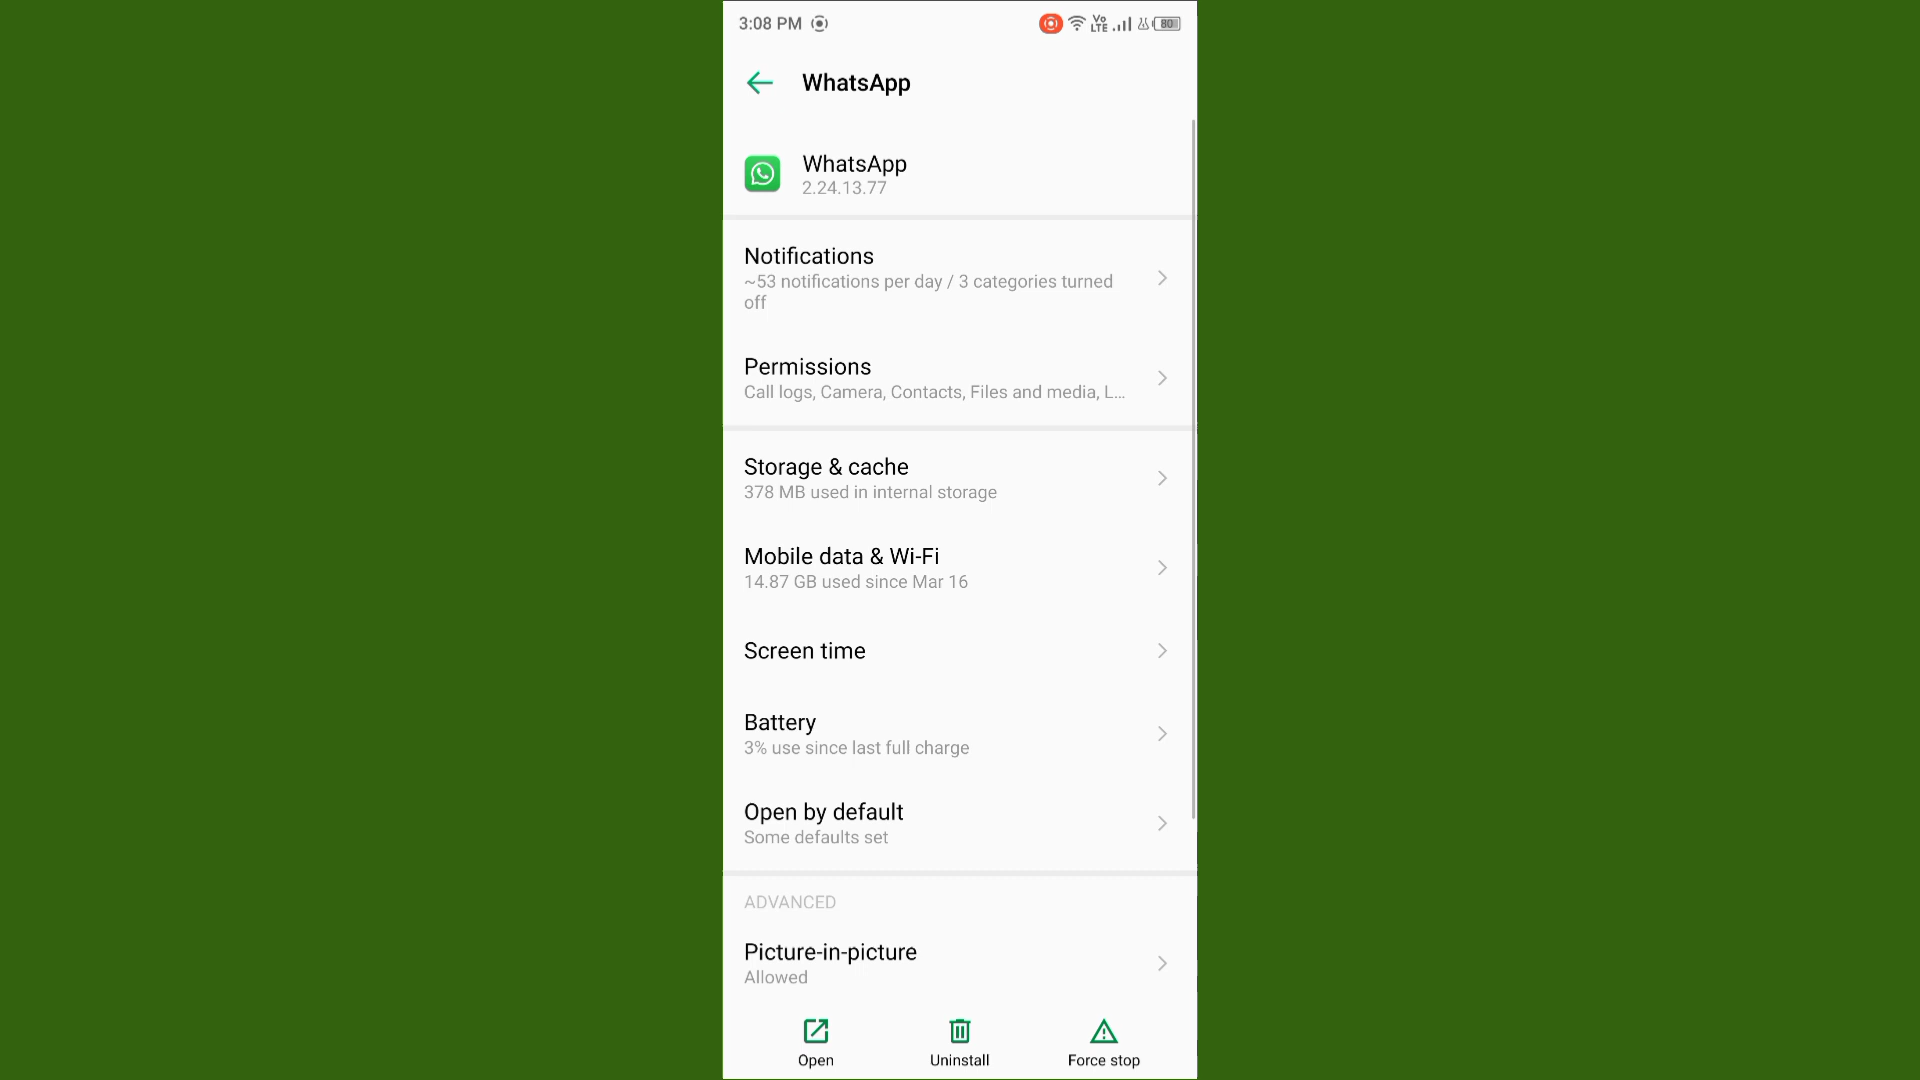 3:08 PM
Vo
LTE
80
WhatsApp
WhatsApp
2.24.13.77
Notifications
~53 notifications per day / 3 categories turned
off
Permissions
Call logs, Camera, Contacts, Files and media, L...
Storage & cache
378 MB used in internal storage
Mobile data & Wi-Fi
14.87 GB used since Mar 16
Screen time
Battery
3% use since last full charge
Open by default
Some defaults set
ADVANCED
Picture-in-picture
Allowed
Open
Uninstall
Force stop